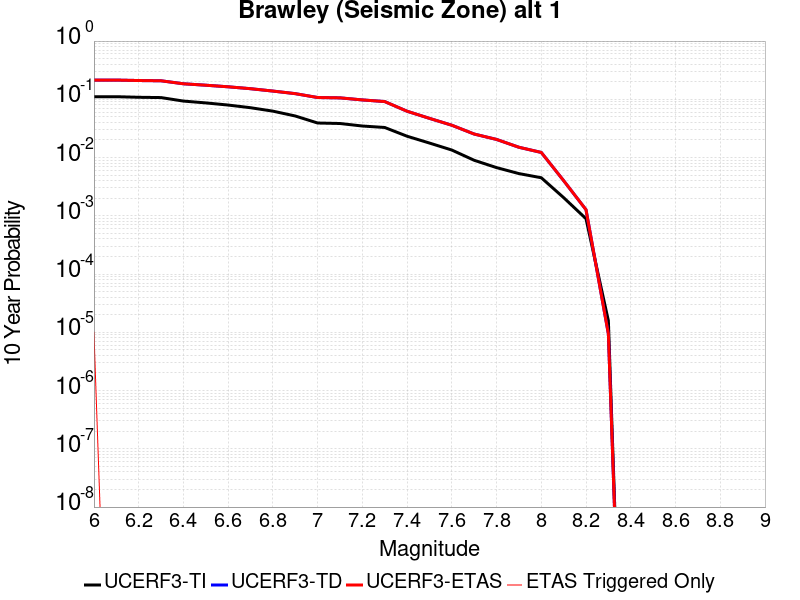 Brawley (Seismic Zone) alt 1
10 Year Probability
10^0
10^-1
10^-2
10^-3
10^-4
10^-5
10^-6
10^-7
10^-8
6 6.2 6.4 6.6 6.8 7 7.2 7.4 7.6 7.8 8 8.2 8.4 8.6 8.8 9
Magnitude
UCERF3-TI UCERF3-TD UCERF3-ETAS ETAS Triggered Only